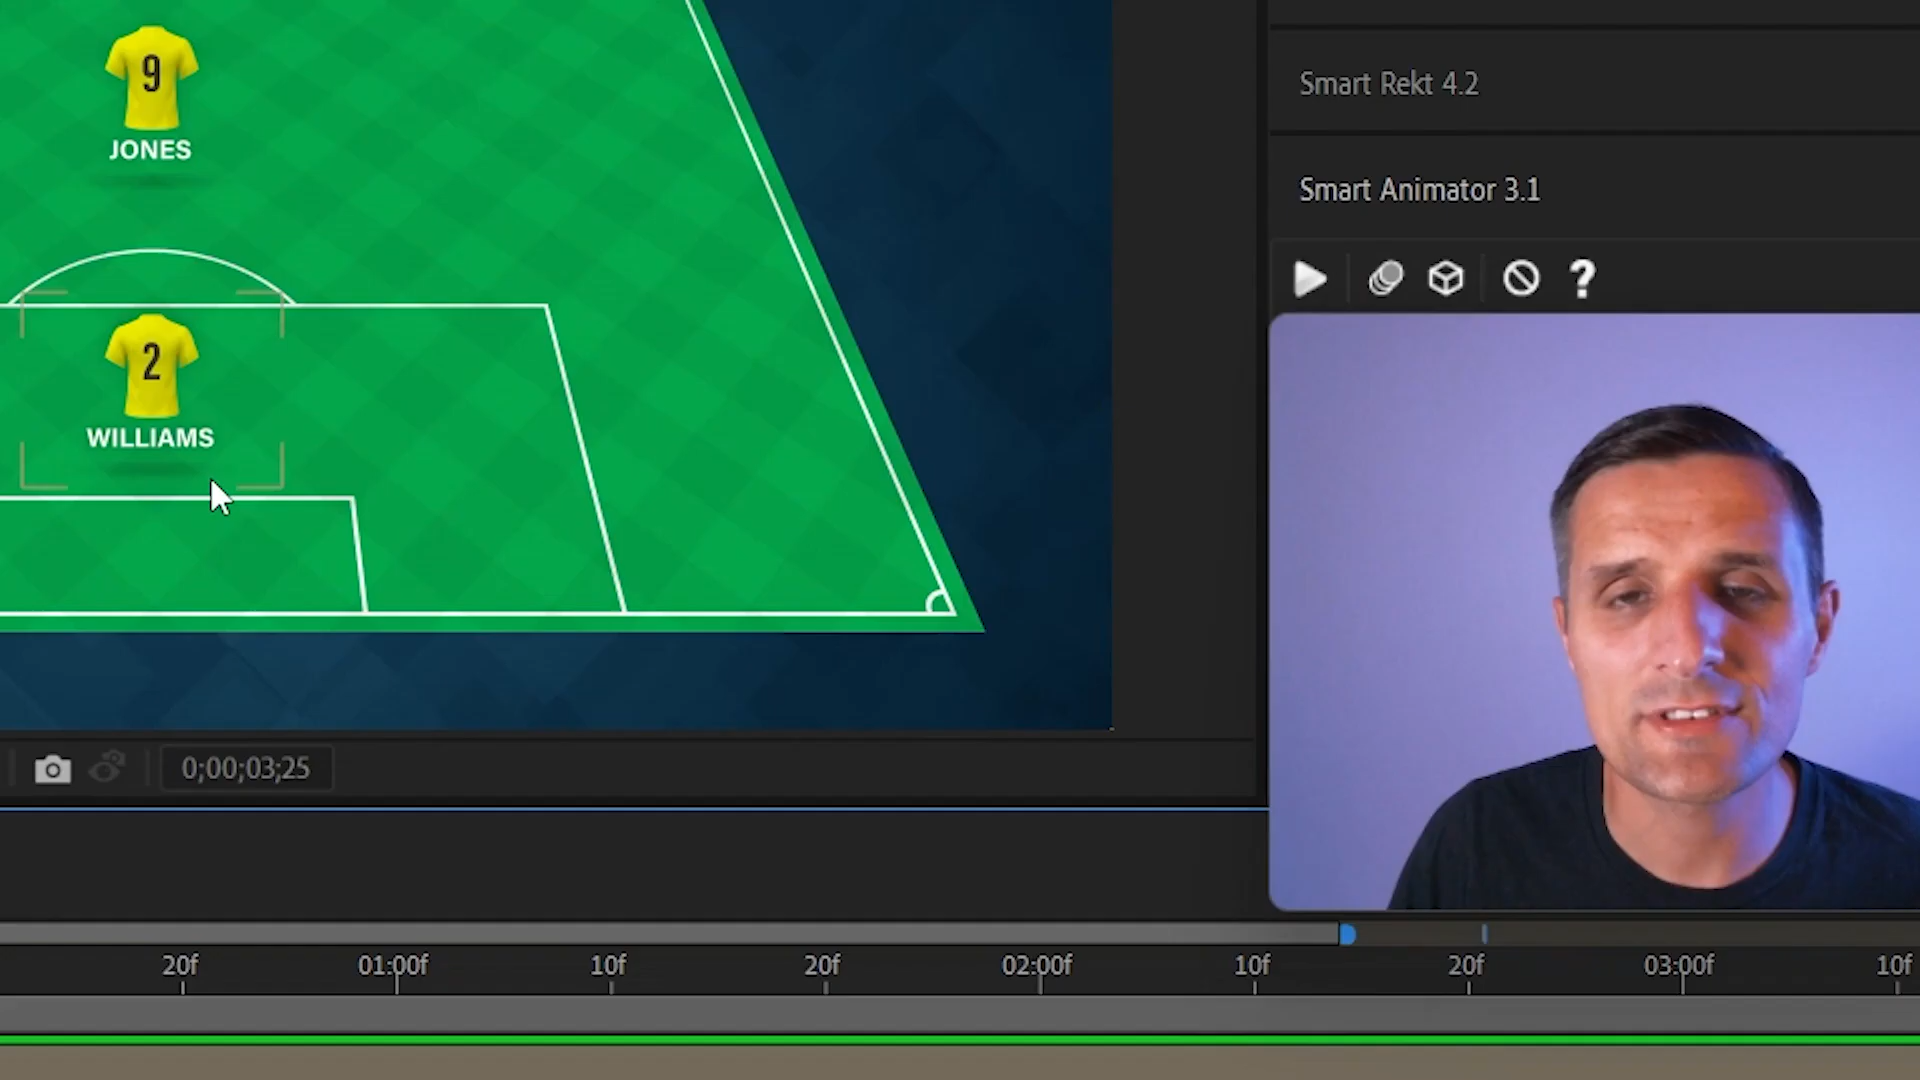 9
JONES
2
WILLIAMS
Smart Rekt 4.2
Smart Animator 3.1
?
0;00;03;25
20f
01:00f
10f
20f
02:00f
10f
20f
03:00f
10f